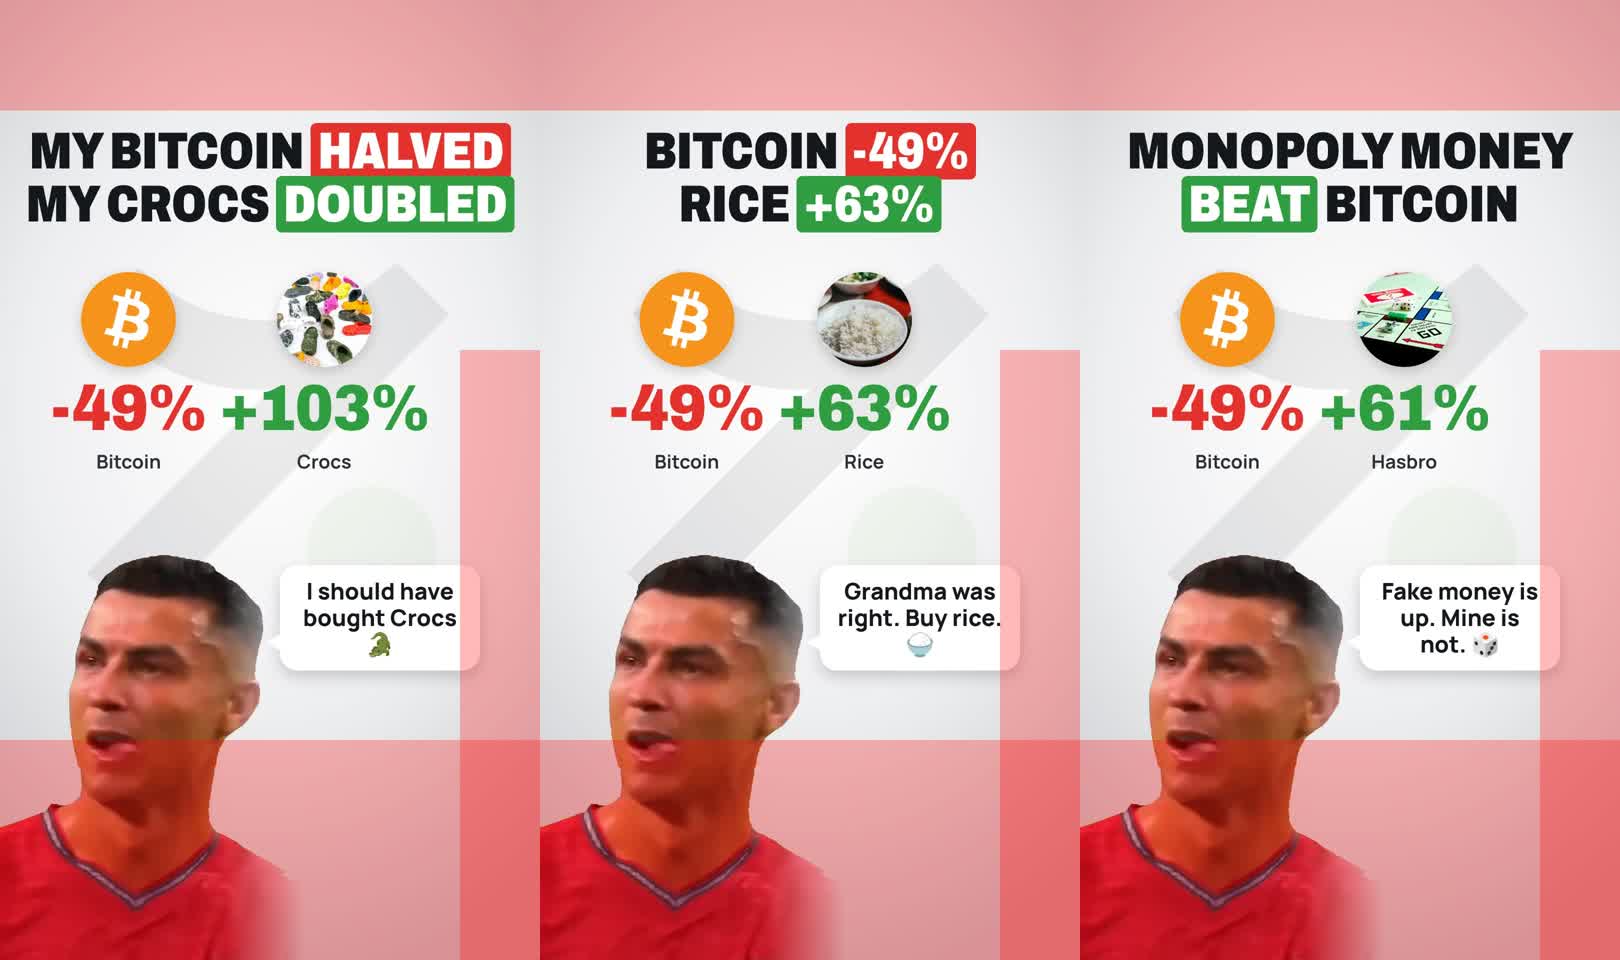 MY BITCOIN HALVED
MY CROCS DOUBLED
-49% +103%
Bitcoin Crocs
I should have
bought Crocs
🐊
BITCOIN -49%
RICE +63%
-49% +63%
Bitcoin Rice
Grandma was
right. Buy rice.
🍚
MONOPOLY MONEY
BEAT BITCOIN
GO
-49% +61%
Bitcoin Hasbro
Fake money is
up. Mine is
not. 🎲